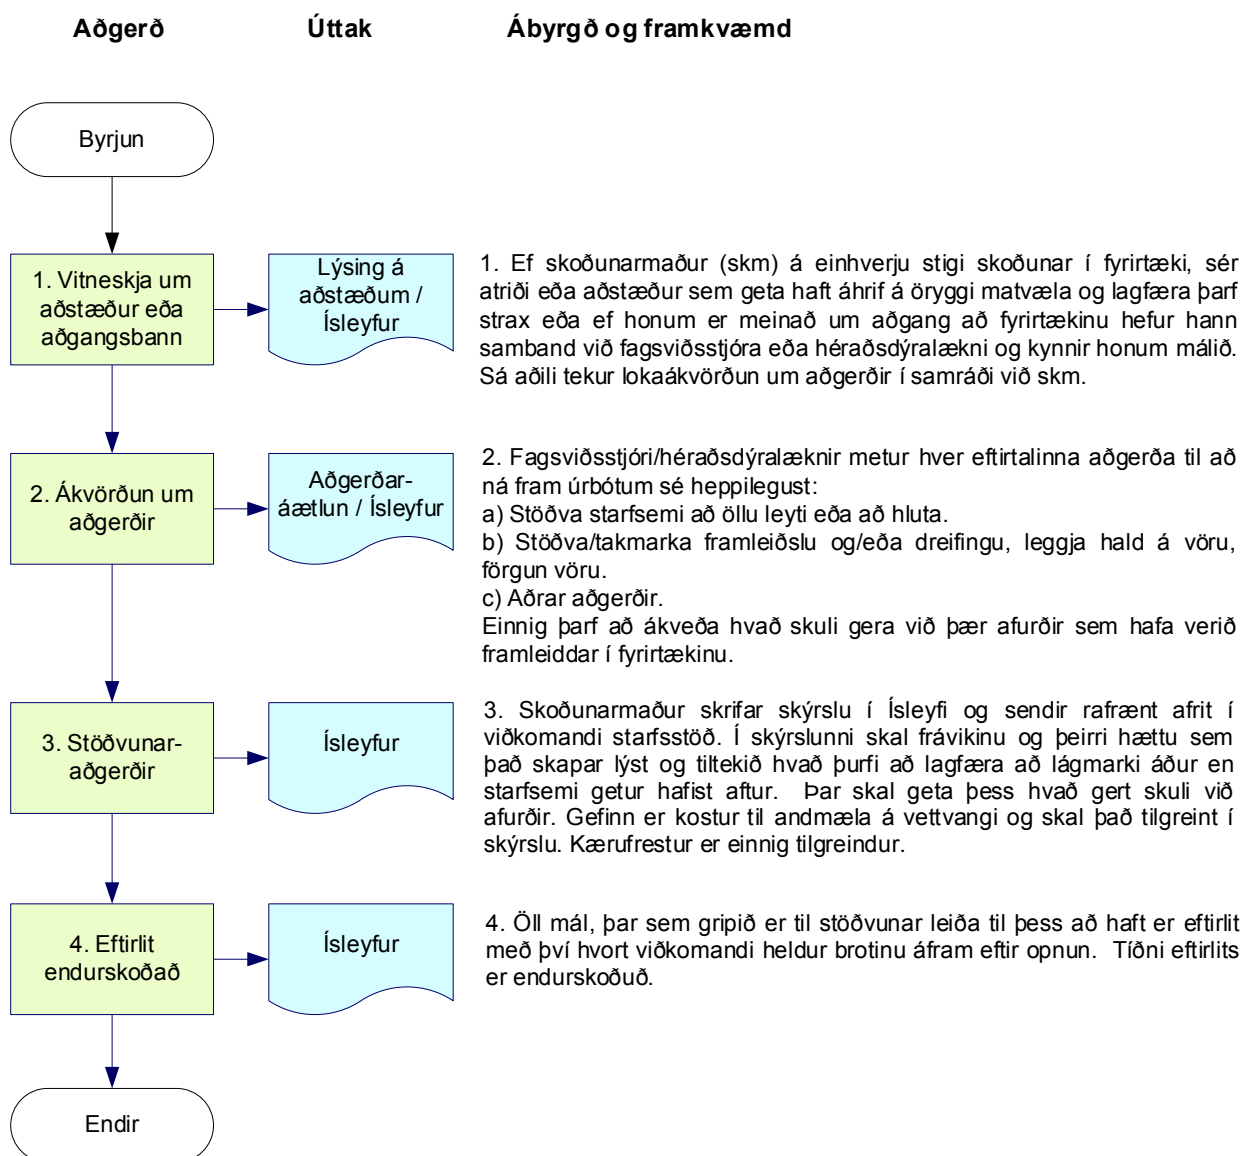 Aðgerð
Úttak
Ábyrgð og framkvæmd
Byrjun
1. Vitneskja um
aðstæður eða
aðgangsbann
Lýsing á
aðstæðum /
Ísleyfur
1. Ef skoðunarmaður (skm) á einhverju stigi skoðunar í fyrirtæki, sér
atriði eða aðstæður sem geta haft áhrif á öryggi matvæla og lagfæra þarf
strax eða ef honum er meinað um aðgang að fyrirtækinu hefur hann
samband við fagsviðsstjóra eða héraðsdýralækni og kynnir honum málið.
Sá aðili tekur lokaákvörðun um aðgerðir í samráði við skm.
2. Ákvörðun um
aðgerðir
Aðgerðar-
áætlun / Ísleyfur
2. Fagsviðsstjóri/héraðsdýralæknir metur hver eftirtalinna aðgerða til að
ná fram úrbótum sé heppilegust:
a) Stöðva starfsemi að öllu leyti eða að hluta.
b) Stöðva/takmarka framleiðslu og/eða dreifingu, leggja hald á vöru,
förgun vöru.
c) Aðrar aðgerðir.
Einnig þarf að ákveða hvað skuli gera við þær afurðir sem hafa verið
framleiddar í fyrirtækinu.
3. Stöðvunar-
aðgerðir
Ísleyfur
3. Skoðunarmaður skrifar skýrslu í Ísleyfi og sendir rafrænt afrit í
viðkomandi starfsstöð. Í skýrslunni skal frávikinu og þeirri hættu sem
það skapar lýst og tiltekið hvað þurfi að lagfæra að lágmarki áður en
starfsemi getur hafist aftur. Þar skal geta þess hvað gert skuli við
afurðir. Gefinn er kostur til andmæla á vettvangi og skal það tilgreint í
skýrslu. Kærufrestur er einnig tilgreindur.
4. Eftirlit
endurskoðað
Ísleyfur
4. Öll mál, þar sem gripið er til stöðvunar leiða til þess að haft er eftirlit
með því hvort viðkomandi heldur brotinu áfram eftir opnun. Tíðni eftirlits
er endurskoðuð.
Endir